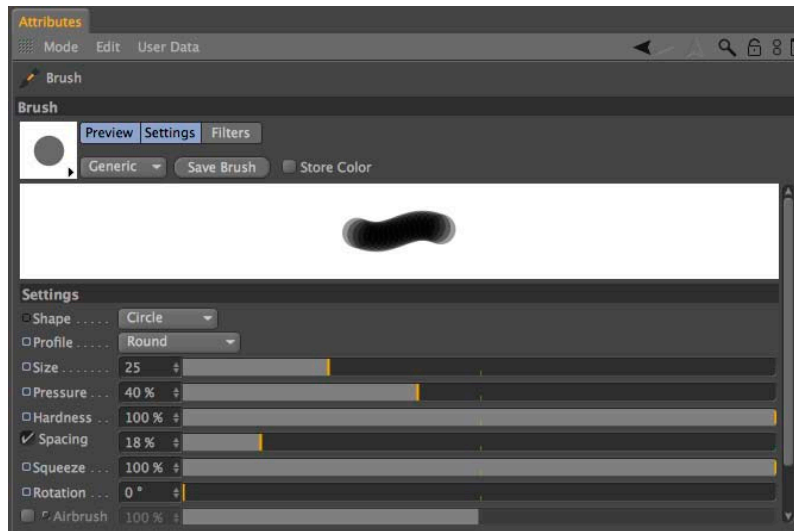 Attributes
Mode Edit User Data
Brush
Brush
Preview Settings Filters
Generic Save Brush Store Color
Settings
Shape ..... Circle
Profile ..... Round
Size ....... 25
Pressure ... 40 %
Hardness .. 100 %
Spacing 18 %
Squeeze ... 100 %
Rotation ... 0 °
Airbrush 100 %